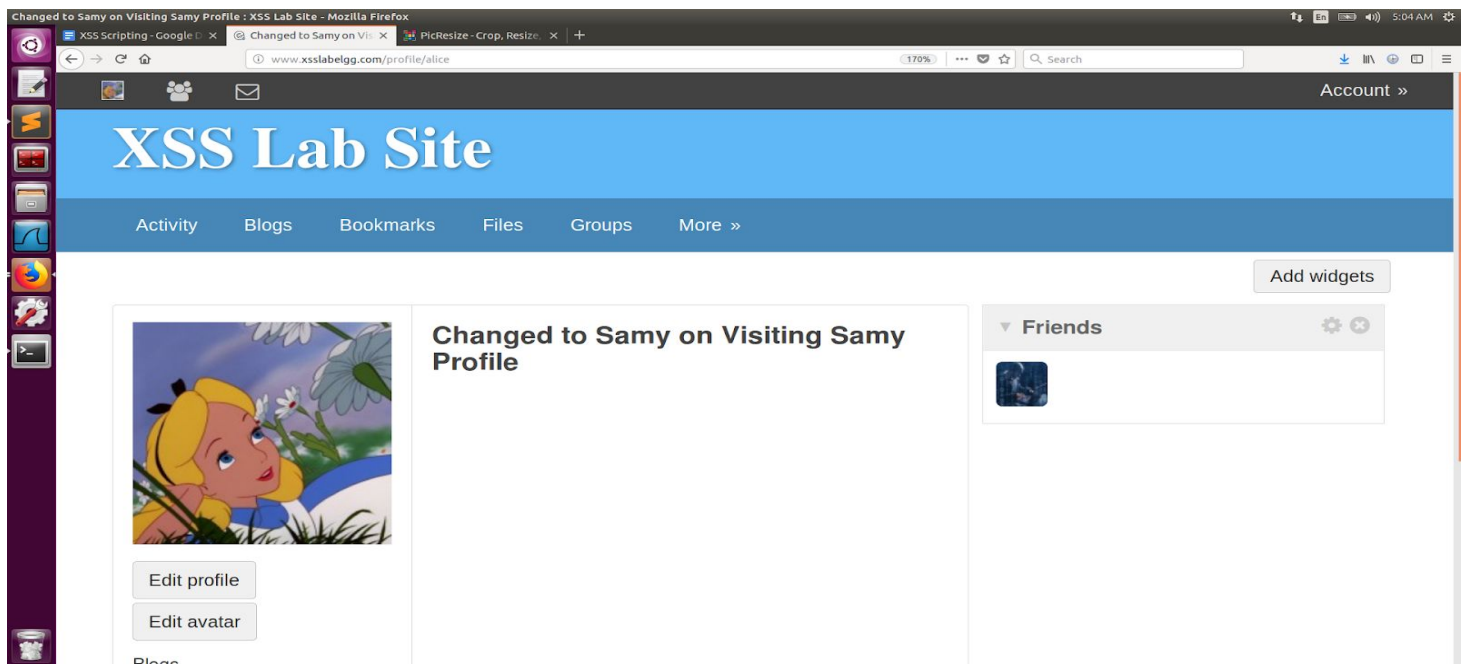 Changed to Samy on Visiting Samy Profile : XSS Lab Site - Mozilla Firefox
En 5:04 AM
XSS Scripting - Google D
Changed to Samy on Vis
PicResize - Crop, Resize,
www.xsslabelgg.com/profile/alice
170%
Search
Account »
XSS Lab Site
Activity Blogs Bookmarks Files Groups More »
Add widgets
Changed to Samy on Visiting Samy
Profile
Friends
Edit profile
Edit avatar
Blogs